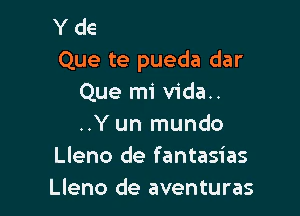 Y de
Que te pueda dar
Que mi vida..
..Y un mundo
Lleno de fantasias
Lleno de aventuras